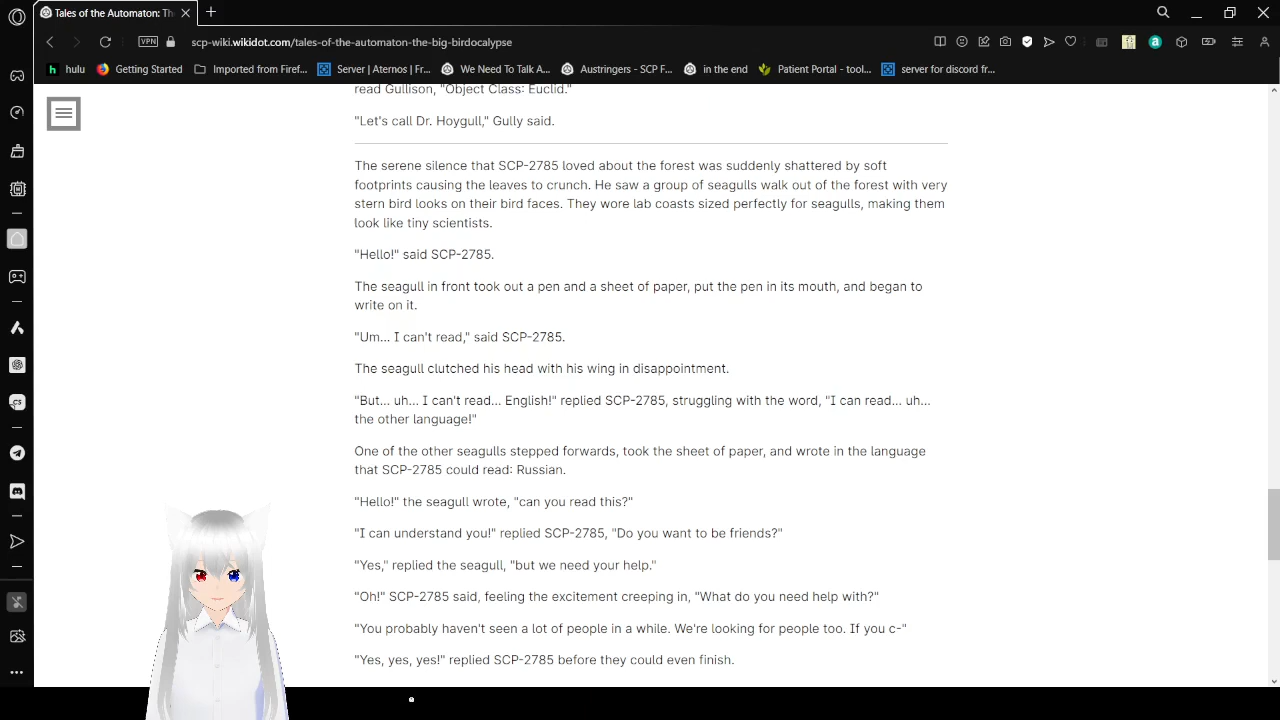 Tales of the Automaton: Th
scp-wiki.wikidot.com/tales-of-the-automaton-the-big-birdocalypse
VPN
hulu
Getting Started
Imported from Firef...
Server | Aternos | Fr...
We Need To Talk A...
Austringers - SCP F...
in the end
Patient Portal - tool...
server for discord fr...
read Gullison, "Object Class: Euclid."
"Let's call Dr. Hoygull," Gully said.
The serene silence that SCP-2785 loved about the forest was suddenly shattered by soft
footprints causing the leaves to crunch. He saw a group of seagulls walk out of the forest with very
stern bird looks on their bird faces. They wore lab coasts sized perfectly for seagulls, making them
look like tiny scientists.
"Hello!" said SCP-2785.
The seagull in front took out a pen and a sheet of paper, put the pen in its mouth, and began to
write on it.
"Um... I can't read," said SCP-2785.
The seagull clutched his head with his wing in disappointment.
"But... uh... I can't read... English!" replied SCP-2785, struggling with the word, "I can read... uh...
the other language!"
One of the other seagulls stepped forwards, took the sheet of paper, and wrote in the language
that SCP-2785 could read: Russian.
"Hello!" the seagull wrote, "can you read this?"
"I can understand you!" replied SCP-2785, "Do you want to be friends?"
"Yes," replied the seagull, "but we need your help."
"Oh!" SCP-2785 said, feeling the excitement creeping in, "What do you need help with?"
"You probably haven't seen a lot of people in a while. We're looking for people too. If you c-"
"Yes, yes, yes!" replied SCP-2785 before they could even finish.